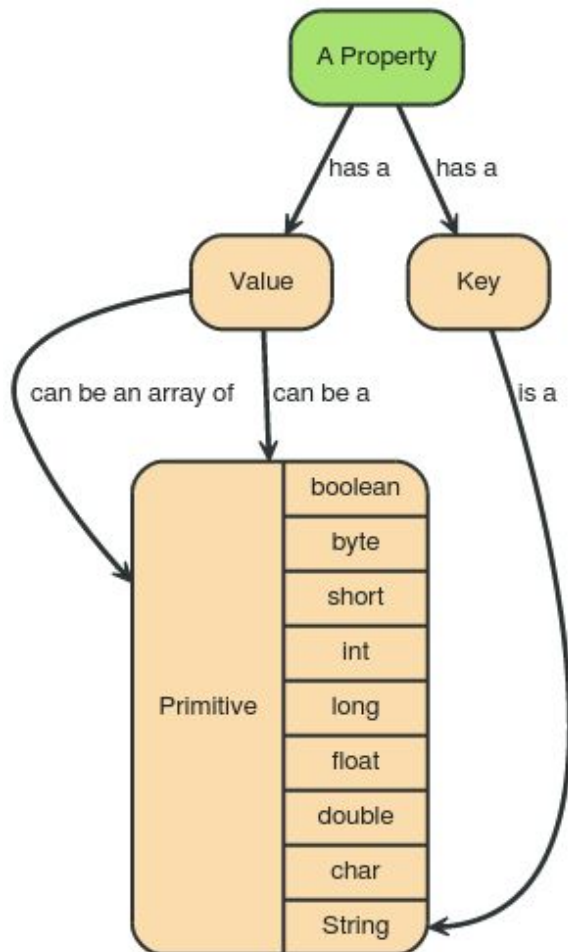 A Property
has a
has a
Value
Key
can be an array of
can be a
is a
Primitive
boolean
byte
short
int
long
float
double
char
String